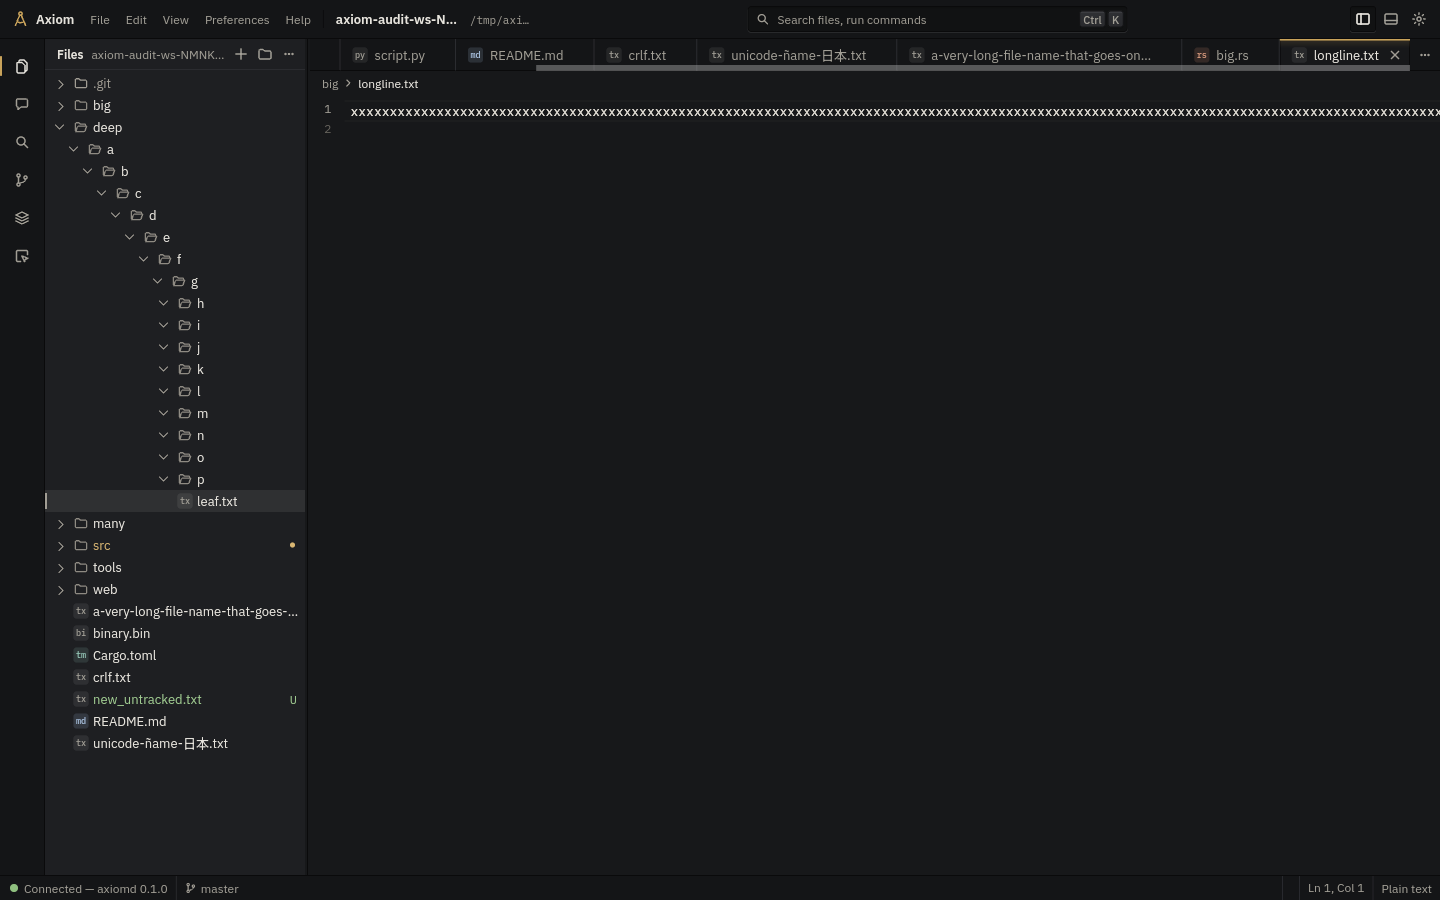 Axiom File Edit View Preferences Help axiom-audit-ws-N... /tmp/axi... Search files, run commands Ctrl K
Files axiom-audit-ws-NMNK...
py script.py md README.md tx crlf.txt tx unicode-ñame-日本.txt tx a-very-long-file-name-that-goes-on... rs big.rs tx longline.txt
big > longline.txt
.git
big
deep
a
b
c
d
e
f
g
h
i
j
k
l
m
n
o
p
tx leaf.txt
many
src
tools
web
tx a-very-long-file-name-that-goes-...
bi binary.bin
tm Cargo.toml
tx crlf.txt
tx new_untracked.txt U
md README.md
tx unicode-ñame-日本.txt
1
2
Connected — axiomd 0.1.0 master Ln 1, Col 1 Plain text